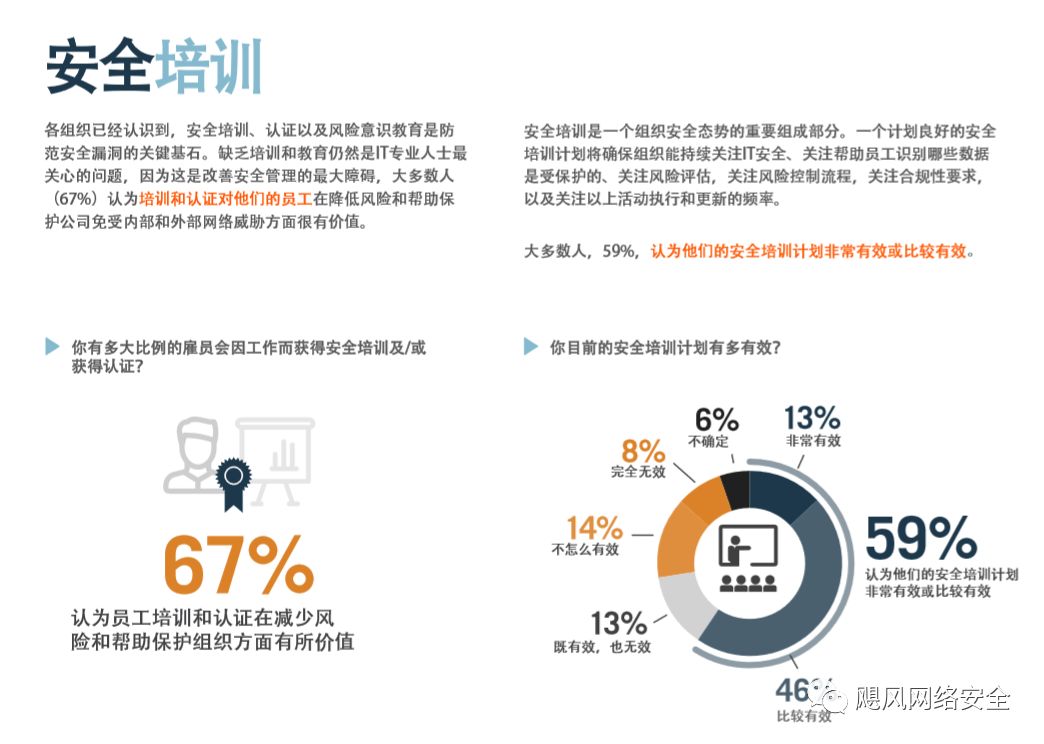 安全培训
各组织已经认识到，安全培训、认证以及风险意识教育是防
范安全漏洞的关键基石。缺乏培训和教育仍然是IT专业人士最
关心的问题，因为这是改善安全管理的最大障碍，大多数人
（67%）认为培训和认证对他们的员工在降低风险和帮助保
护公司免受内部和外部网络威胁方面很有价值。
安全培训是一个组织安全态势的重要组成部分。一个计划良好的安全
培训计划将确保组织能持续关注IT安全、关注帮助员工识别哪些数据
是受保护的、关注风险评估，关注风险控制流程，关注合规性要求，
以及关注以上活动执行和更新的频率。
大多数人，59%，认为他们的安全培训计划非常有效或比较有效。
你有多大比例的雇员会因工作而获得安全培训及/或
获得认证？
67%
认为员工培训和认证在减少风
险和帮助保护组织方面有所价值
你目前的安全培训计划有多有效？
6%
不确定
13%
非常有效
8%
完全无效
14%
不怎么有效
59%
认为他们的安全培训计划
非常有效或比较有效
13%
既有效，也无效
46%
比较有效
飓风网络安全